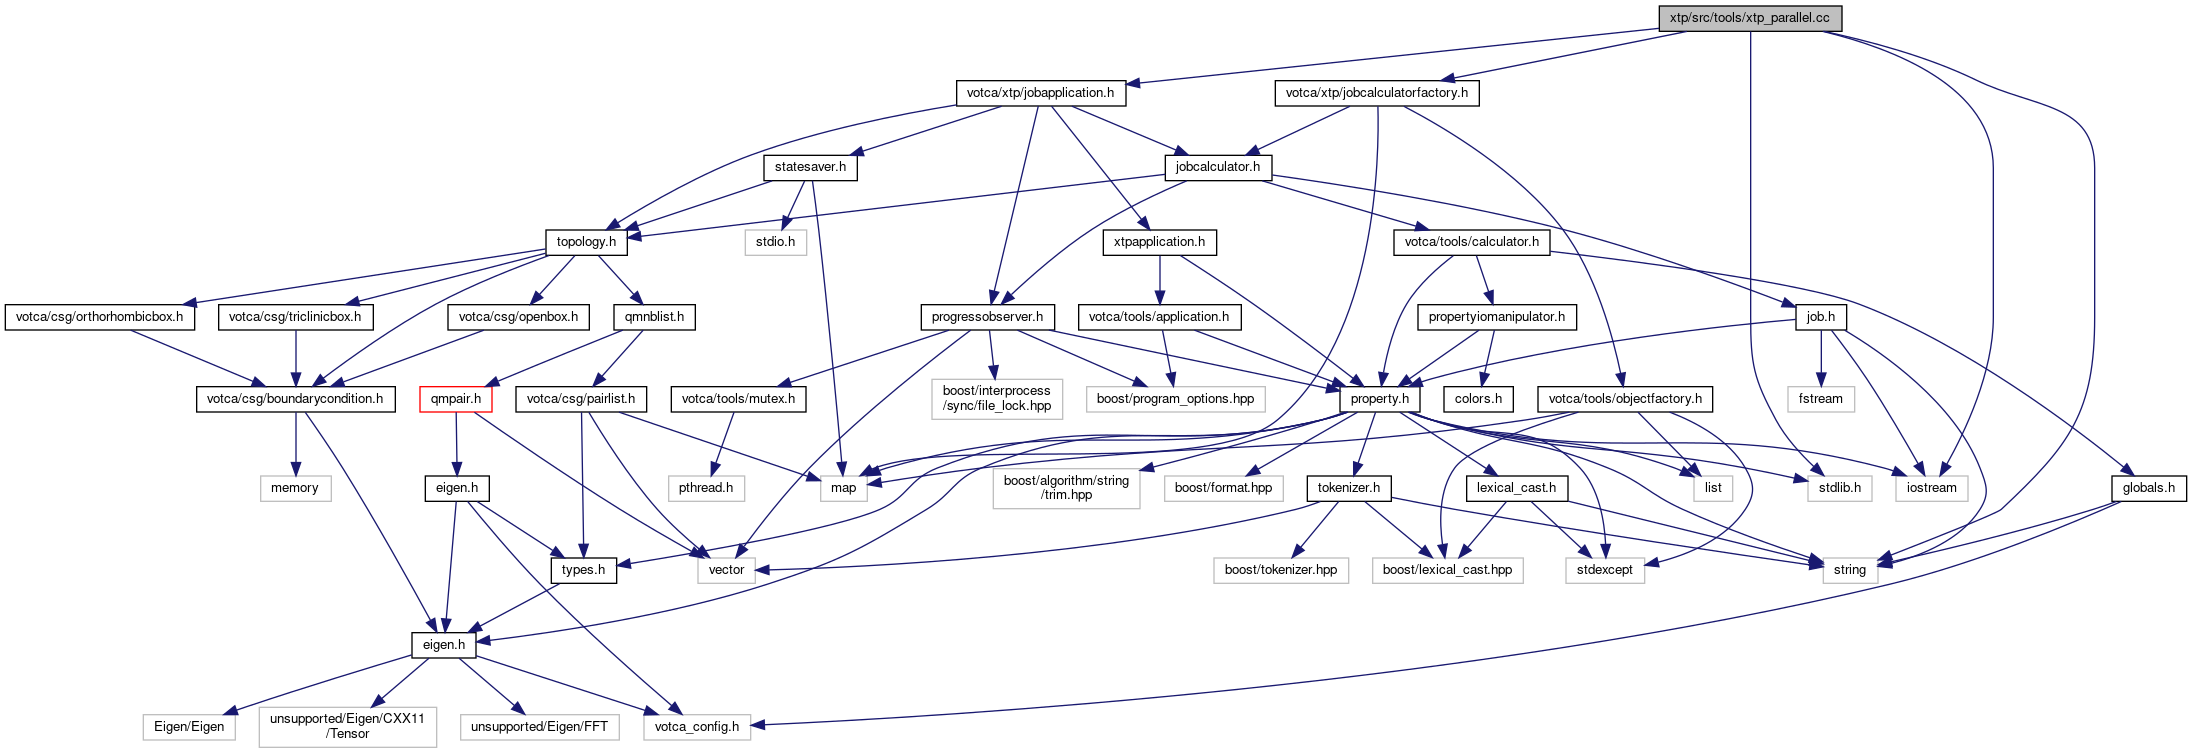 xtp/src/tools/xtp_parallel.cc
votca/xtp/jobapplication.h
votca/xtp/jobcalculatorfactory.h
statesaver.h
jobcalculator.h
topology.h
stdio.h
xtpapplication.h
votca/tools/calculator.h
votca/csg/orthorhombicbox.h
votca/csg/triclinicbox.h
votca/csg/openbox.h
qmnblist.h
progressobserver.h
votca/tools/application.h
propertyiomanipulator.h
job.h
votca/csg/boundarycondition.h
qmpair.h
votca/csg/pairlist.h
votca/tools/mutex.h
boost/interprocess
/sync/file_lock.hpp
boost/program_options.hpp
property.h
colors.h
votca/tools/objectfactory.h
fstream
memory
eigen.h
pthread.h
map
boost/algorithm/string
/trim.hpp
boost/format.hpp
tokenizer.h
lexical_cast.h
list
stdlib.h
iostream
globals.h
types.h
vector
boost/tokenizer.hpp
boost/lexical_cast.hpp
stdexcept
string
eigen.h
Eigen/Eigen
unsupported/Eigen/CXX11
/Tensor
unsupported/Eigen/FFT
votca_config.h